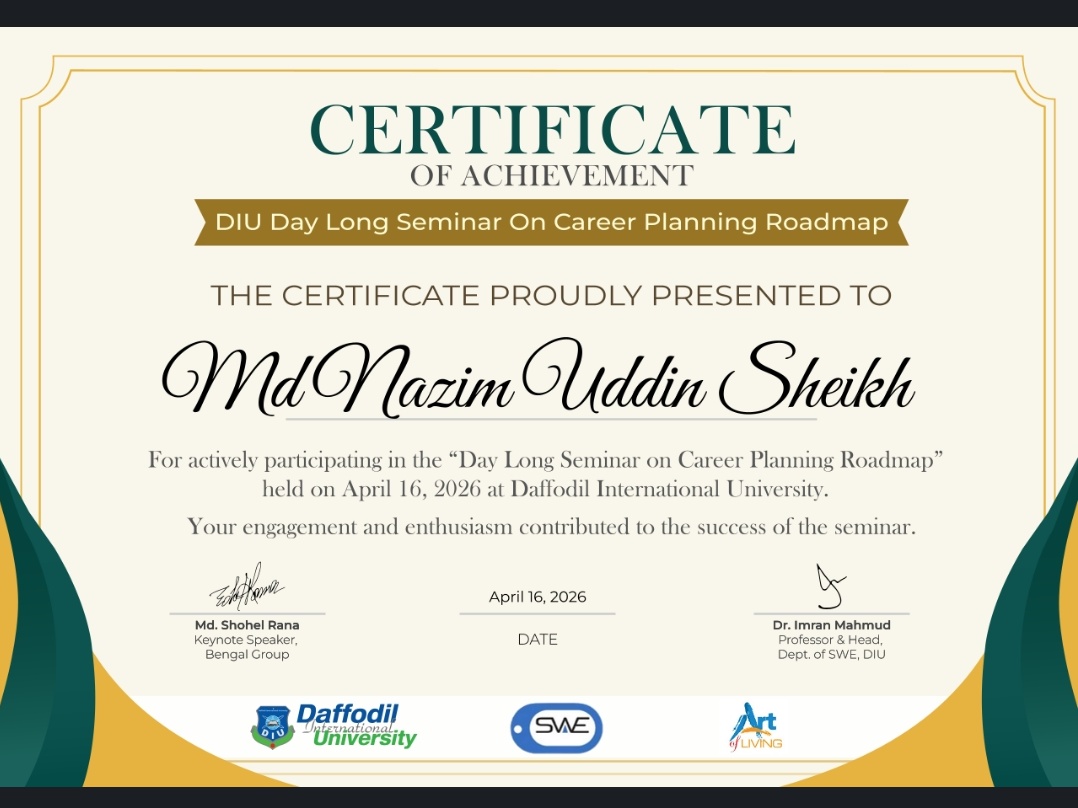 CERTIFICATE
OF ACHIEVEMENT
DIU Day Long Seminar On Career Planning Roadmap
THE CERTIFICATE PROUDLY PRESENTED TO
Md Nazim Uddin Sheikh
For actively participating in the “Day Long Seminar on Career Planning Roadmap”
held on April 16, 2026 at Daffodil International University.
Your engagement and enthusiasm contributed to the success of the seminar.
April 16, 2026
Md. Shohel Rana
Keynote Speaker,
Bengal Group
DATE
Dr. Imran Mahmud
Professor & Head,
Dept. of SWE, DIU
DIU
Daffodil
International
University
SWE
Art
of LIVING